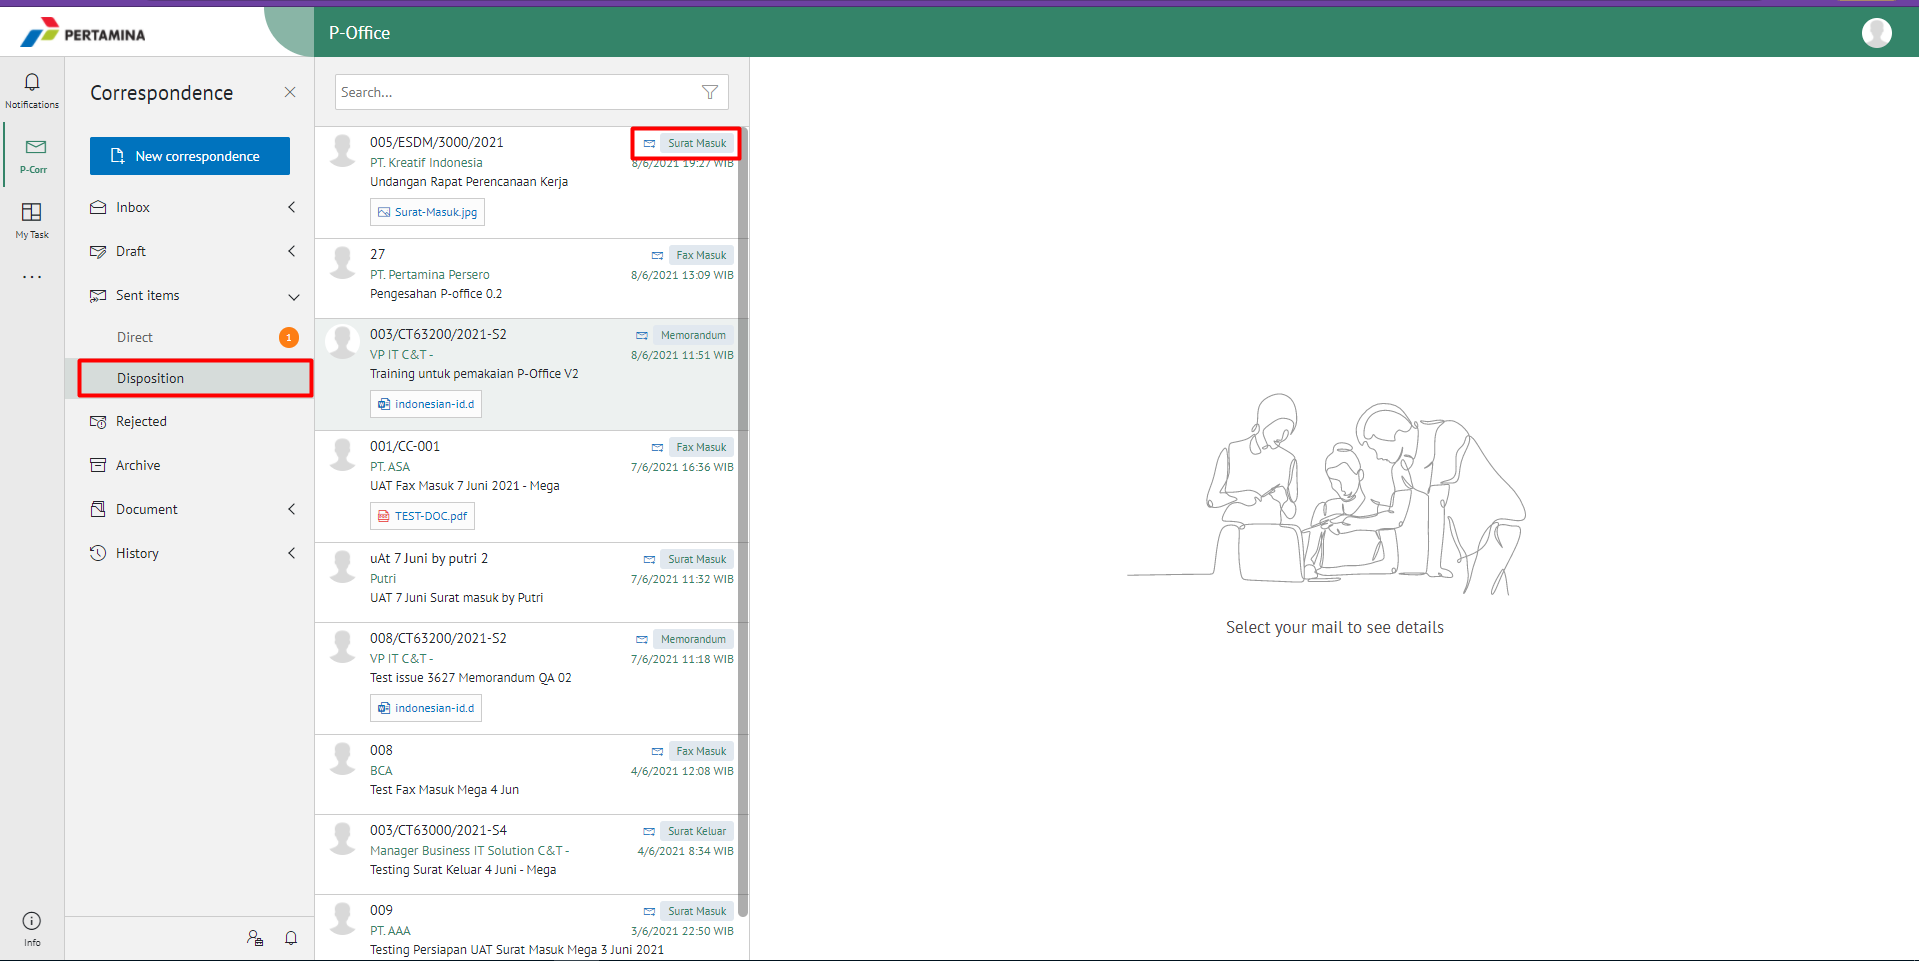 PERTAMINA
P-Office
Notifications
P-Corr
My Task
Info
Correspondence
New correspondence
Inbox
Draft
Sent items
Direct
1
Disposition
Rejected
Archive
Document
History
Search...
005/ESDM/3000/2021
Surat Masuk
PT. Kreatif Indonesia
8/6/2021 19:27 WIB
Undangan Rapat Perencanaan Kerja
Surat-Masuk.jpg
27
Fax Masuk
PT. Pertamina Persero
8/6/2021 13:09 WIB
Pengesahan P-office 0.2
003/CT63200/2021-S2
Memorandum
VP IT C&T -
8/6/2021 11:51 WIB
Training untuk pemakaian P-Office V2
indonesian-id.d
001/CC-001
Fax Masuk
PT. ASA
7/6/2021 16:36 WIB
UAT Fax Masuk 7 Juni 2021 - Mega
TEST-DOC.pdf
uAt 7 Juni by putri 2
Surat Masuk
Putri
7/6/2021 11:32 WIB
UAT 7 Juni Surat masuk by Putri
008/CT63200/2021-S2
Memorandum
VP IT C&T -
7/6/2021 11:18 WIB
Test issue 3627 Memorandum QA 02
indonesian-id.d
008
Fax Masuk
BCA
4/6/2021 12:08 WIB
Test Fax Masuk Mega 4 Jun
003/CT63000/2021-S4
Surat Keluar
Manager Business IT Solution C&T -
4/6/2021 8:34 WIB
Testing Surat Keluar 4 Juni - Mega
009
Surat Masuk
PT. AAA
3/6/2021 22:50 WIB
Testing Persiapan UAT Surat Masuk Mega 3 Juni 2021
Select your mail to see details